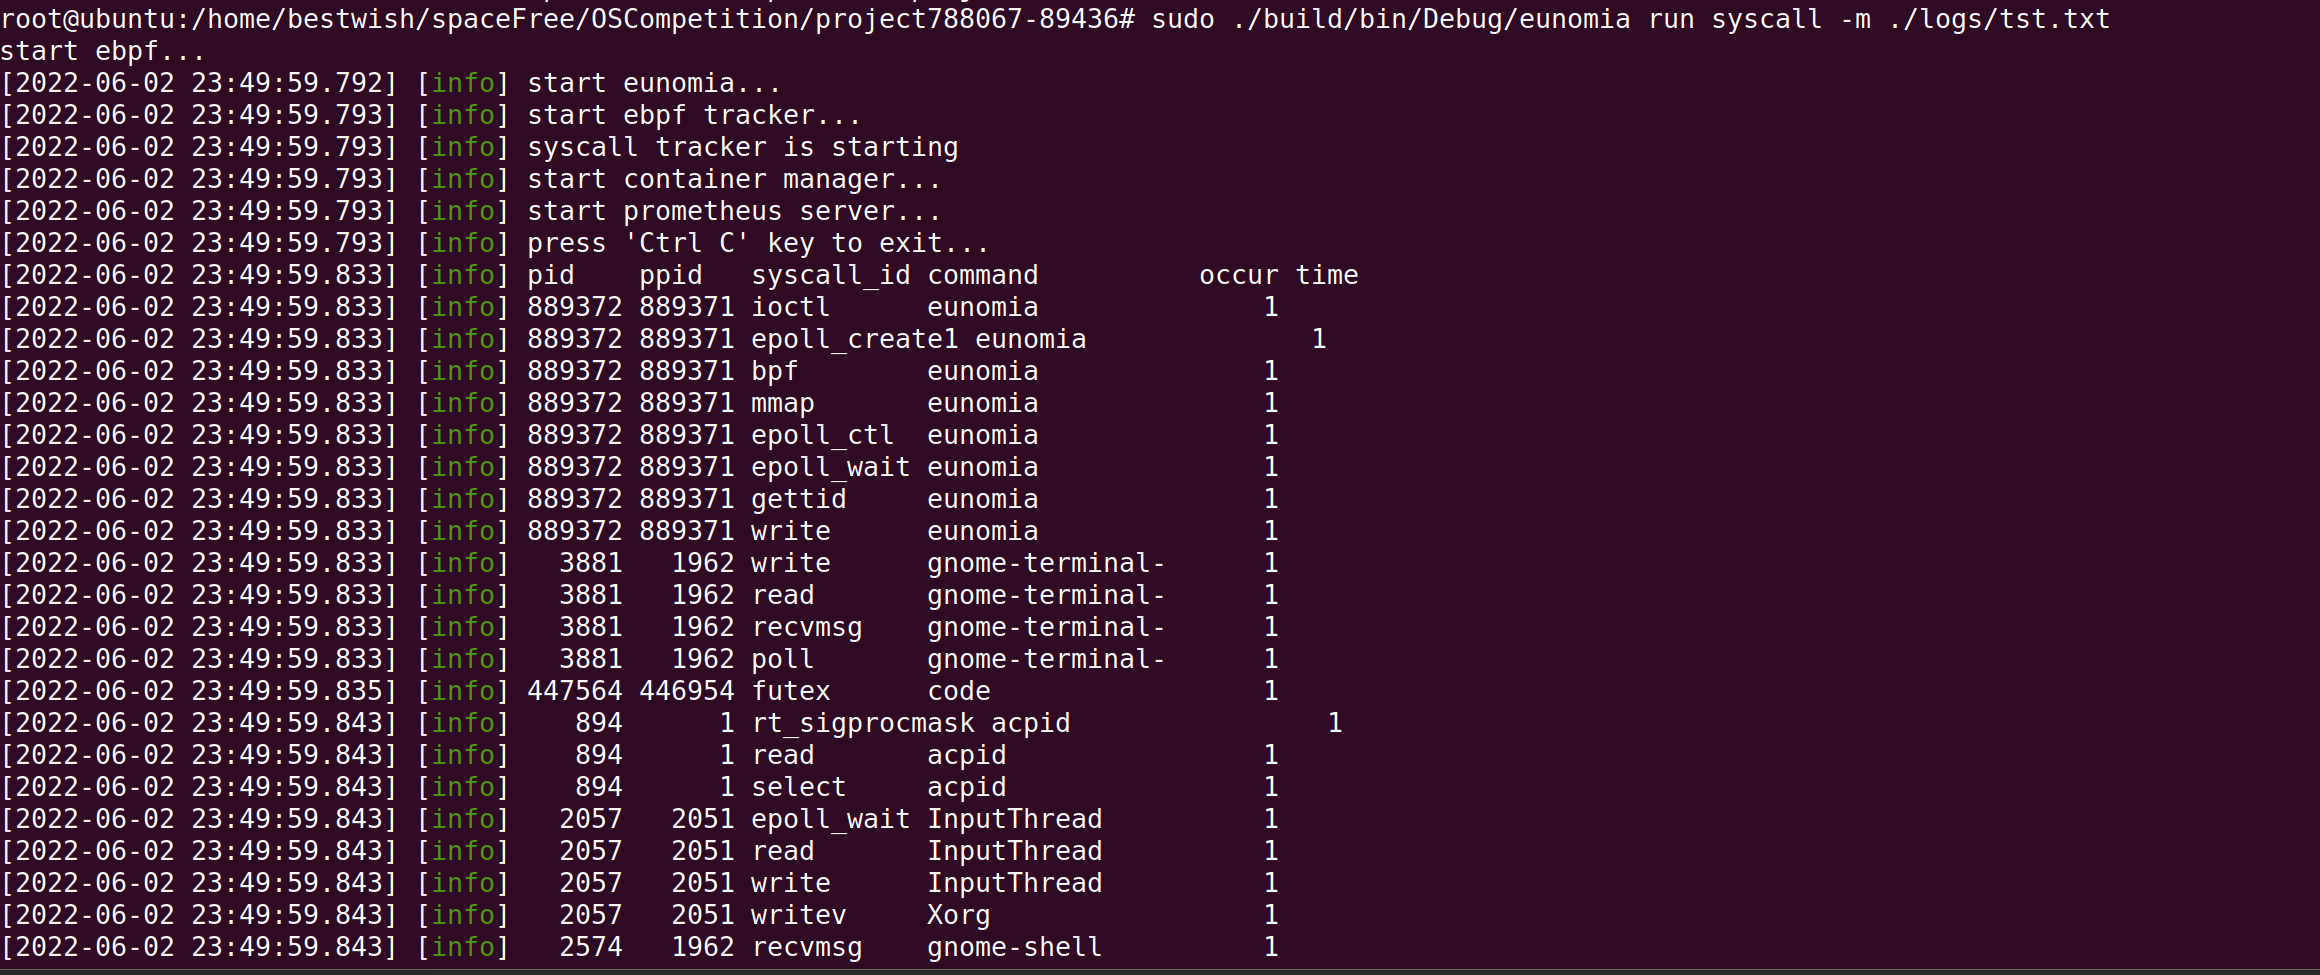 root@ubuntu:/home/bestwish/spaceFree/OSCompetition/project788067-89436# sudo ./build/bin/Debug/eunomia run syscall -m ./logs/tst.txt
start ebpf...
[2022-06-02 23:49:59.792] [info] start eunomia...
[2022-06-02 23:49:59.793] [info] start ebpf tracker...
[2022-06-02 23:49:59.793] [info] syscall tracker is starting
[2022-06-02 23:49:59.793] [info] start container manager...
[2022-06-02 23:49:59.793] [info] start prometheus server...
[2022-06-02 23:49:59.793] [info] press 'Ctrl C' key to exit...
[2022-06-02 23:49:59.833] [info] pid    ppid   syscall_id command          occur time
[2022-06-02 23:49:59.833] [info] 889372 889371 ioctl      eunomia              1
[2022-06-02 23:49:59.833] [info] 889372 889371 epoll_create1 eunomia              1
[2022-06-02 23:49:59.833] [info] 889372 889371 bpf        eunomia              1
[2022-06-02 23:49:59.833] [info] 889372 889371 mmap       eunomia              1
[2022-06-02 23:49:59.833] [info] 889372 889371 epoll_ctl  eunomia              1
[2022-06-02 23:49:59.833] [info] 889372 889371 epoll_wait eunomia              1
[2022-06-02 23:49:59.833] [info] 889372 889371 gettid     eunomia              1
[2022-06-02 23:49:59.833] [info] 889372 889371 write      eunomia              1
[2022-06-02 23:49:59.833] [info]   3881   1962 write      gnome-terminal-      1
[2022-06-02 23:49:59.833] [info]   3881   1962 read       gnome-terminal-      1
[2022-06-02 23:49:59.833] [info]   3881   1962 recvmsg    gnome-terminal-      1
[2022-06-02 23:49:59.833] [info]   3881   1962 poll       gnome-terminal-      1
[2022-06-02 23:49:59.835] [info] 447564 446954 futex      code                 1
[2022-06-02 23:49:59.843] [info]    894      1 rt_sigprocmask acpid                1
[2022-06-02 23:49:59.843] [info]    894      1 read       acpid                1
[2022-06-02 23:49:59.843] [info]    894      1 select     acpid                1
[2022-06-02 23:49:59.843] [info]   2057   2051 epoll_wait InputThread          1
[2022-06-02 23:49:59.843] [info]   2057   2051 read       InputThread          1
[2022-06-02 23:49:59.843] [info]   2057   2051 write      InputThread          1
[2022-06-02 23:49:59.843] [info]   2057   2051 writev     Xorg                 1
[2022-06-02 23:49:59.843] [info]   2574   1962 recvmsg    gnome-shell          1